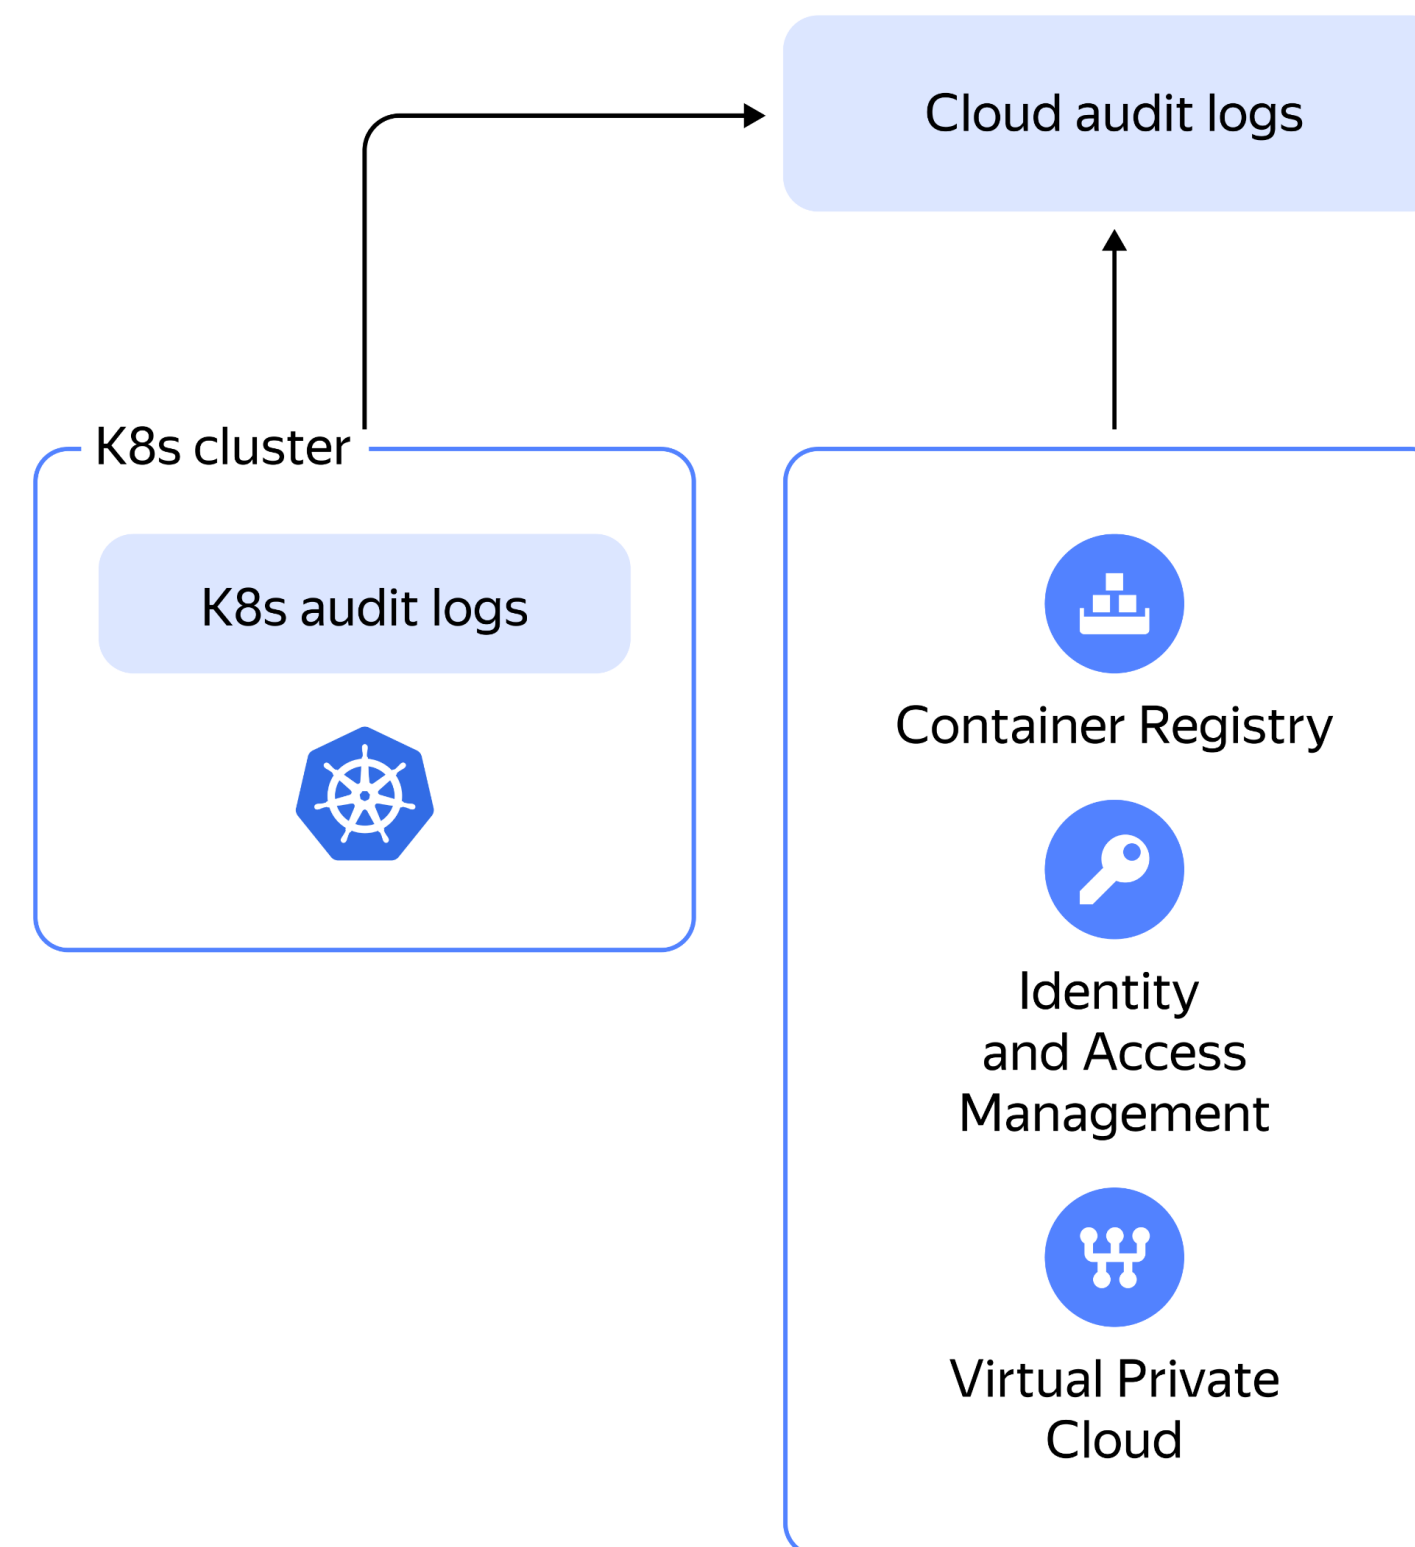 Cloud audit logs
K8s cluster
K8s audit logs
Container Registry
Identity
and Access
Management
Virtual Private
Cloud